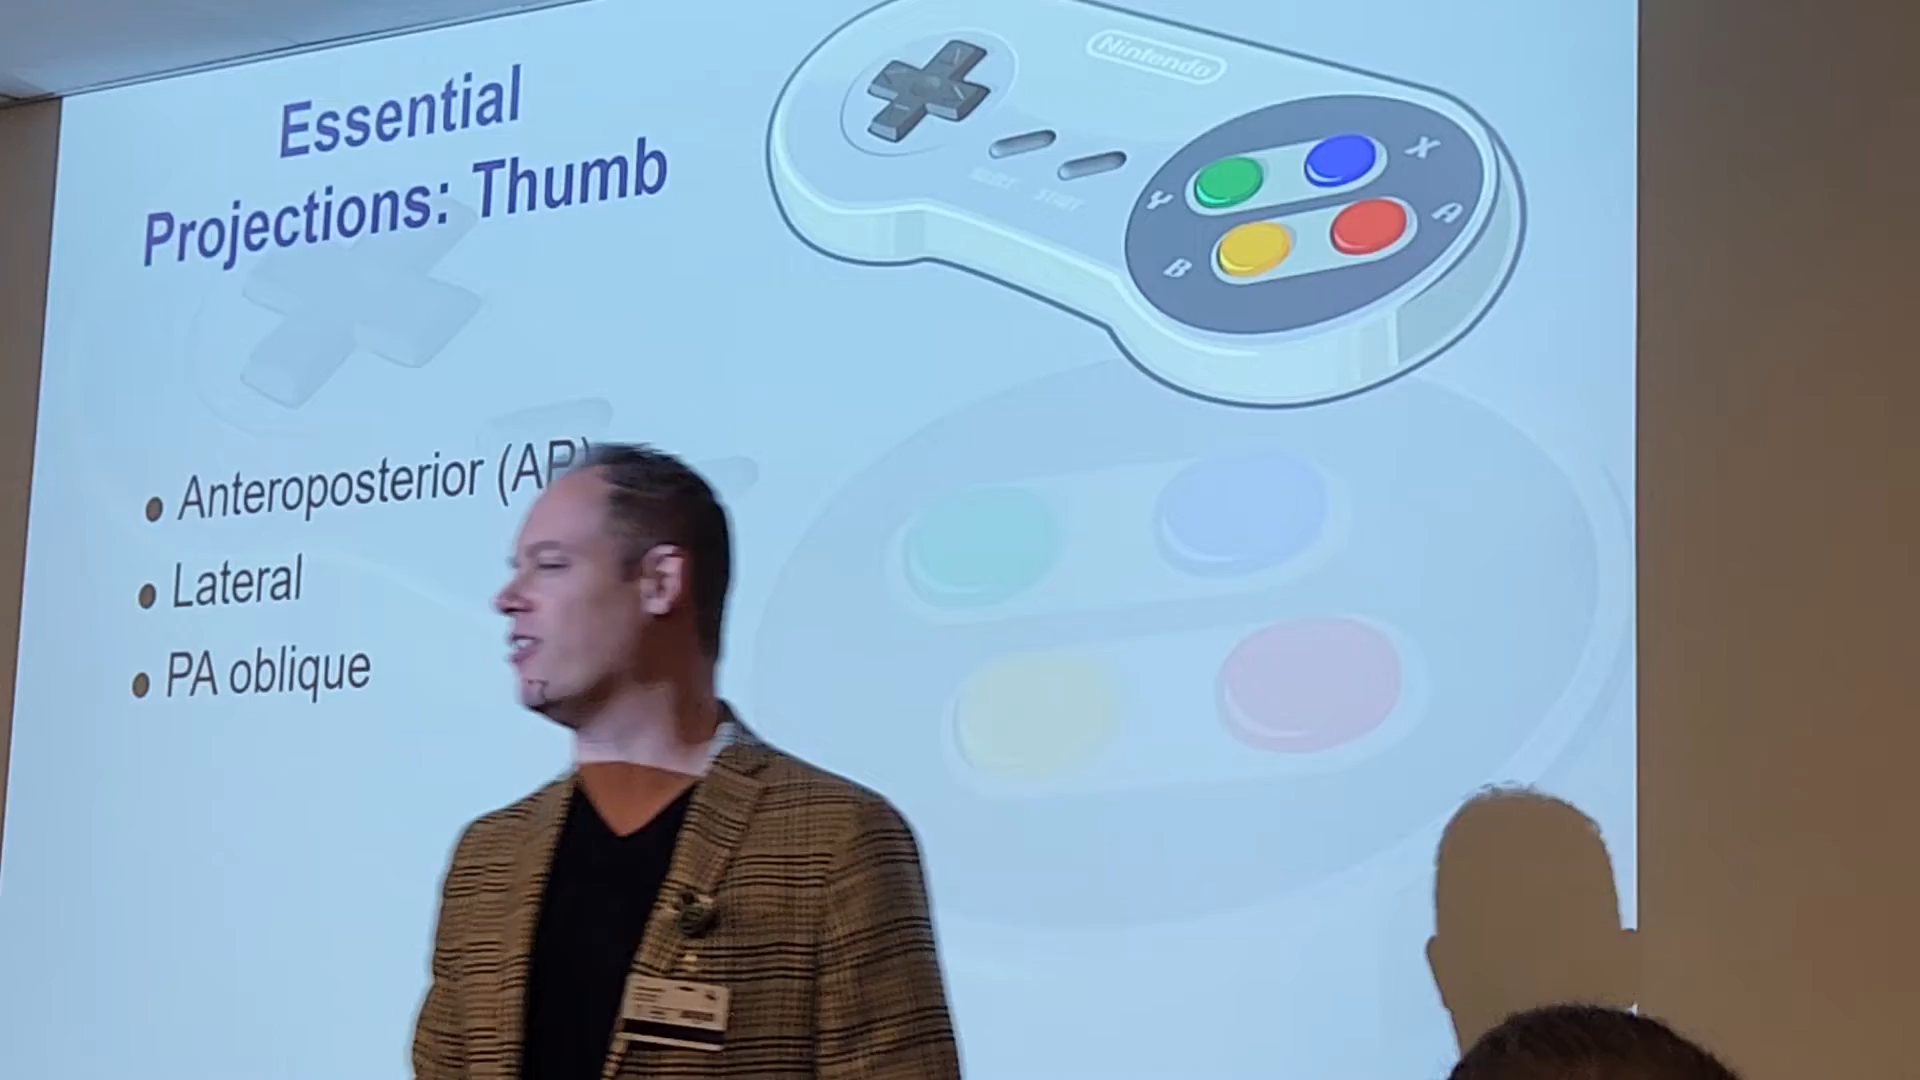 Essential
Projections: Thumb
Nintendo
SELECT START
X
Y
A
B
• Anteroposterior (AP)
• Lateral
• PA oblique